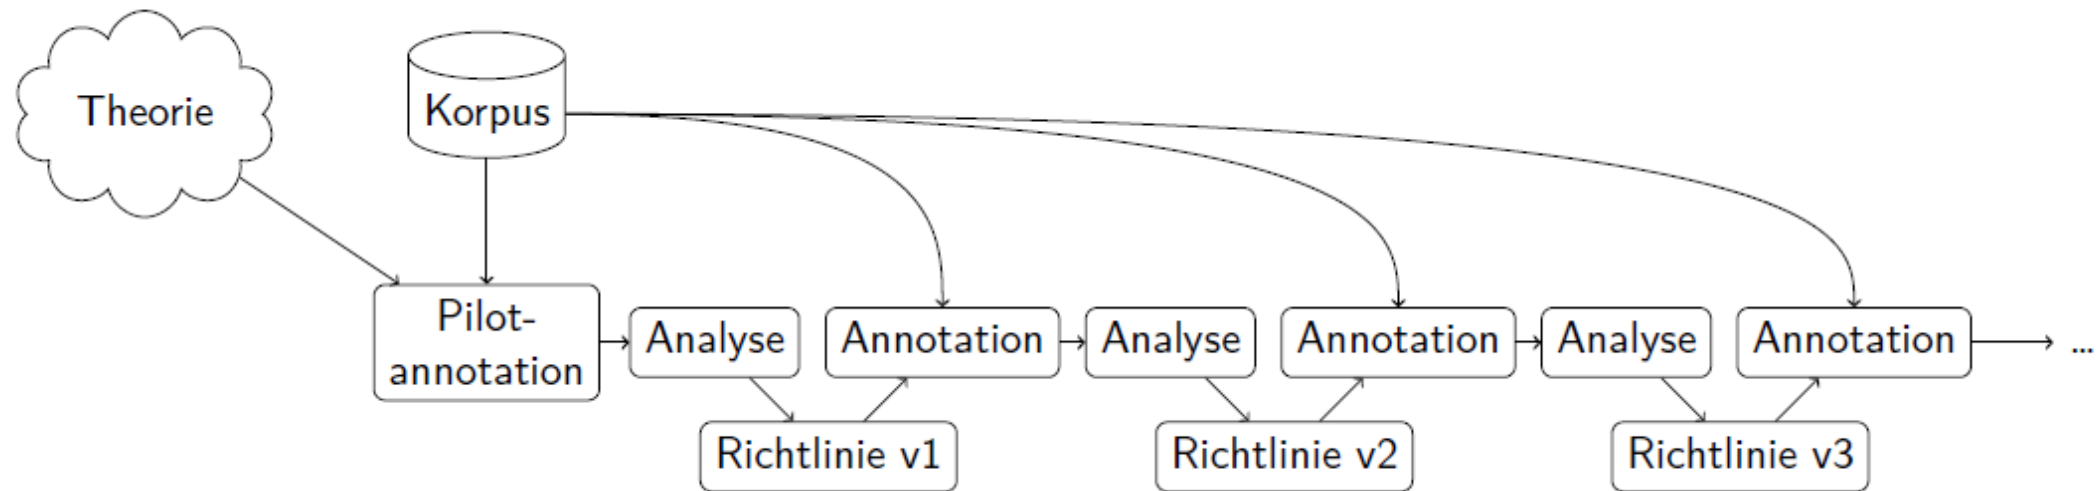 Theorie
Korpus
Pilot-
annotation
Analyse
Annotation
Analyse
Annotation
Analyse
Annotation
...
Richtlinie v1
Richtlinie v2
Richtlinie v3